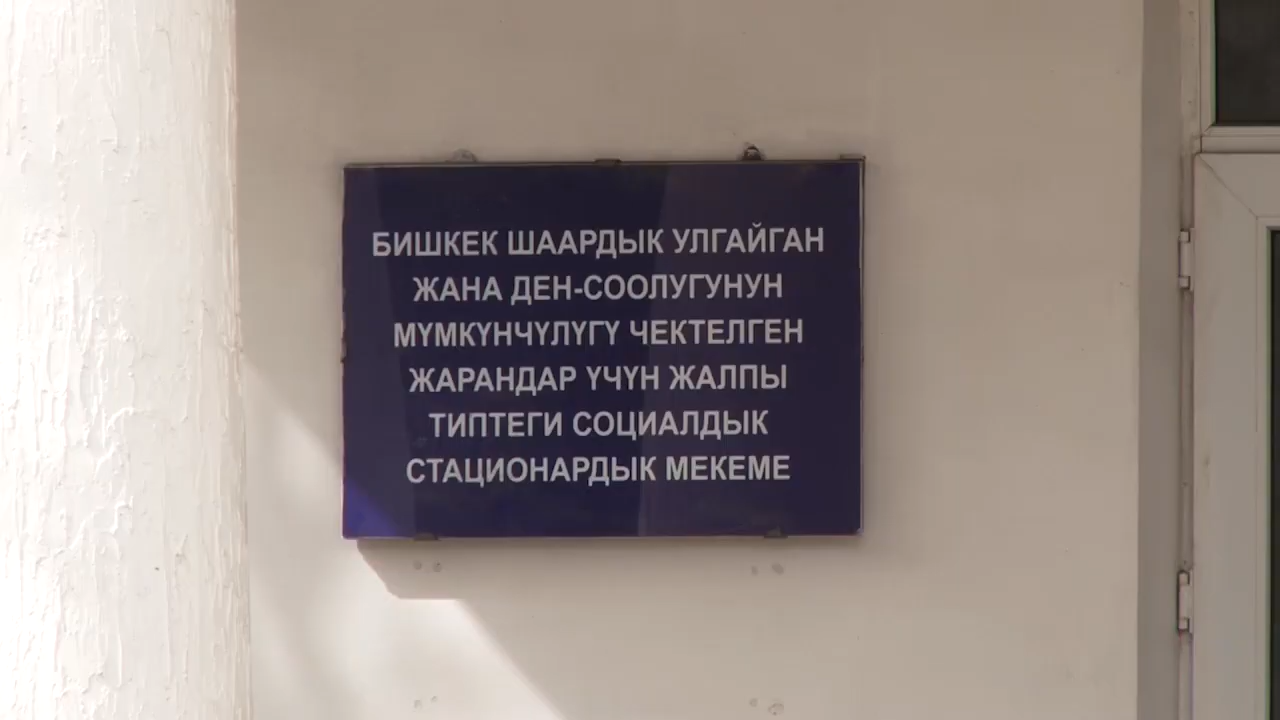 БИШКЕК ШААРДЫК УЛГАЙГАН
ЖАНА ДЕН-СООЛУГУНУН
МҮМКҮНЧҮЛҮГҮ ЧЕКТЕЛГЕН
ЖАРАНДАР ҮЧҮН ЖАЛПЫ
ТИПТЕГИ СОЦИАЛДЫК
СТАЦИОНАРДЫК МЕКЕМЕ